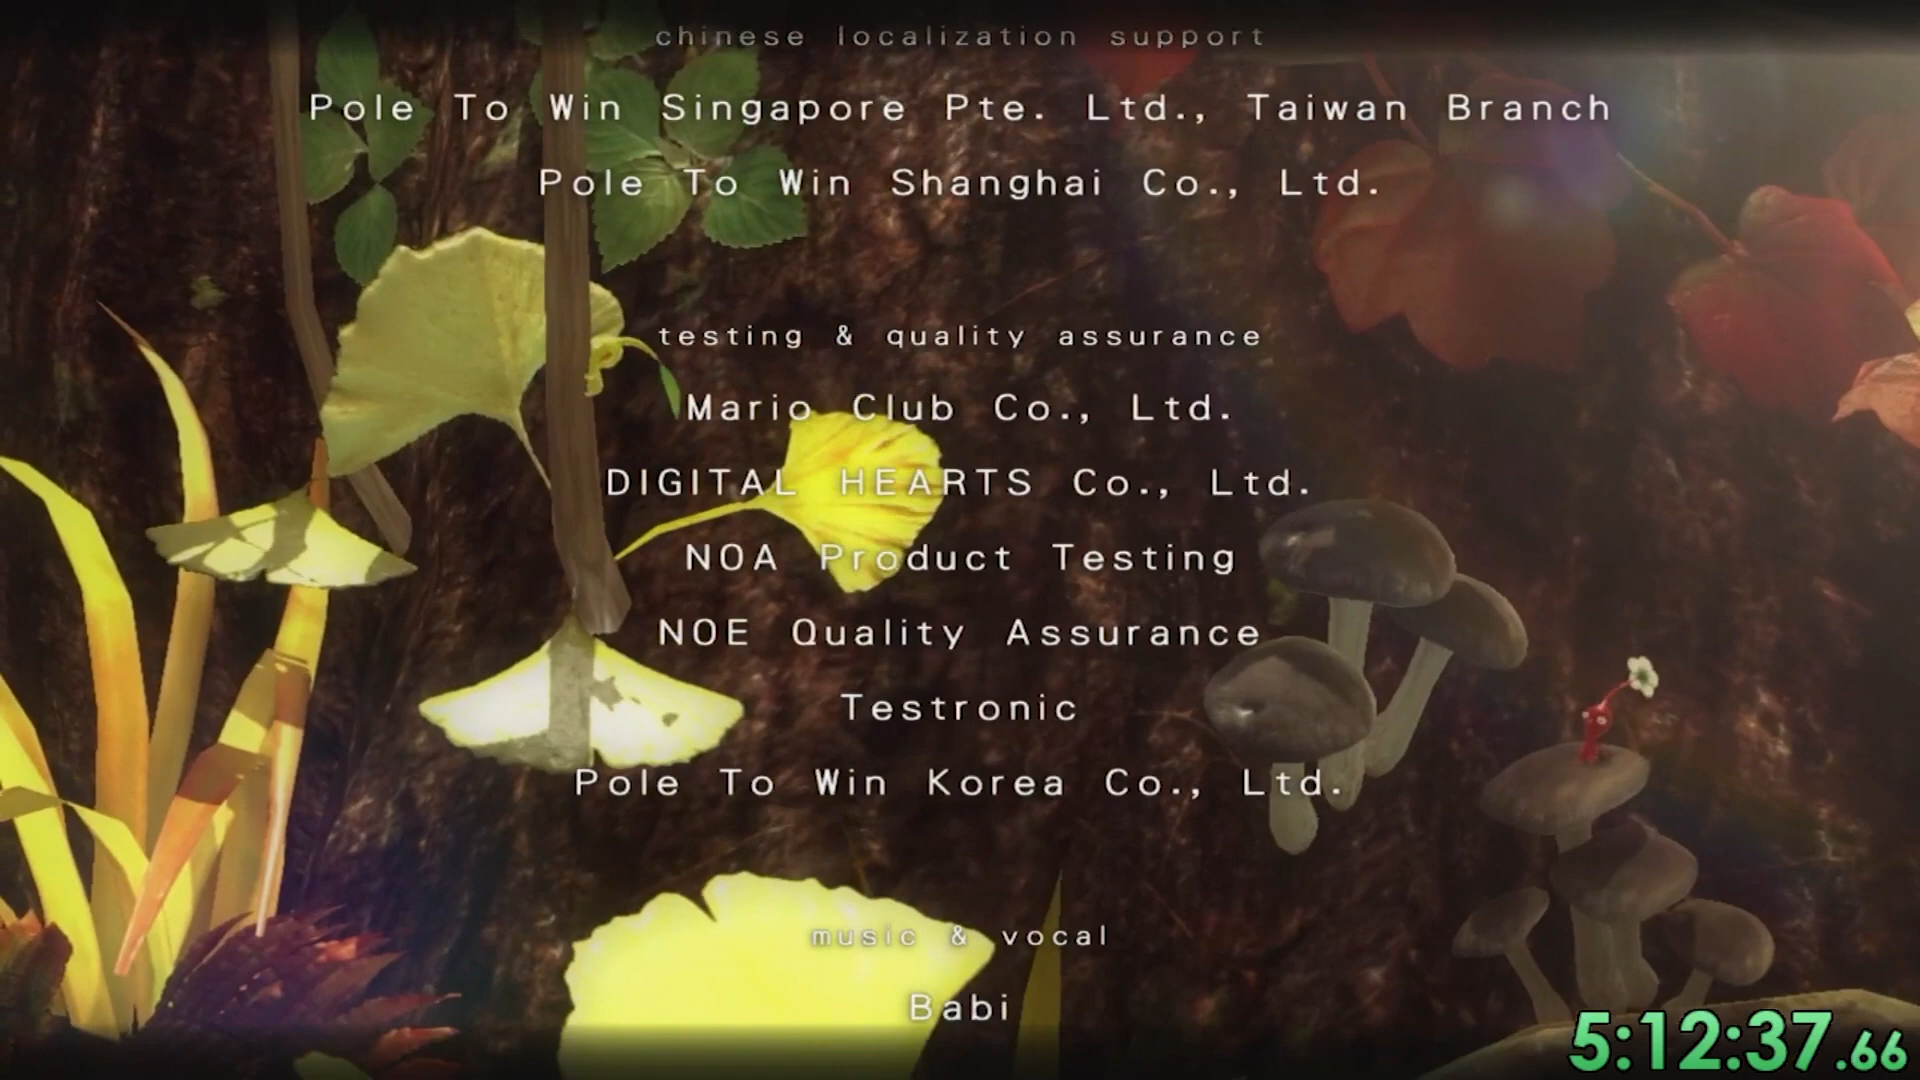 chinese localization support
Pole To Win Singapore Pte. Ltd., Taiwan Branch
Pole To Win Shanghai Co., Ltd.
testing & quality assurance
Mario Club Co., Ltd.
DIGITAL HEARTS Co., Ltd.
NOA Product Testing
NOE Quality Assurance
Testronic
Pole To Win Korea Co., Ltd.
music & vocal
Babi
5:12:37.66